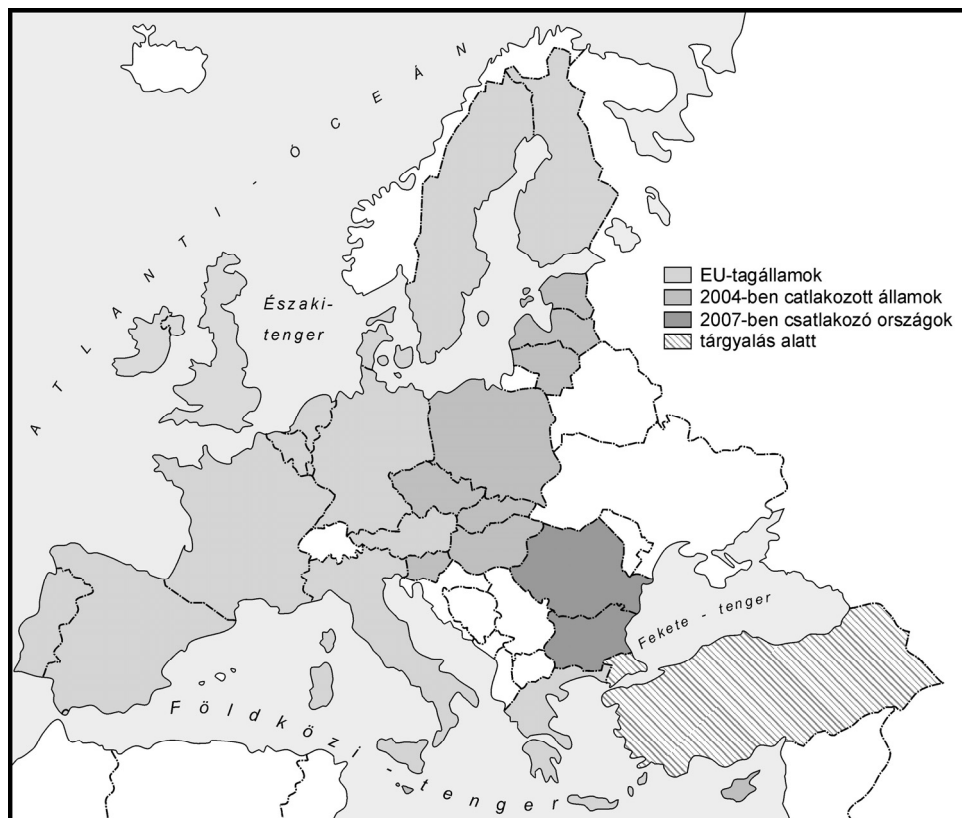 ATLANTI-ÓCEÁN
Északi-
tenger
EU-tagállamok
2004-ben catlakozott államok
2007-ben csatlakozó országok
tárgyalás alatt
Fekete - tenger
Földközi - tenger